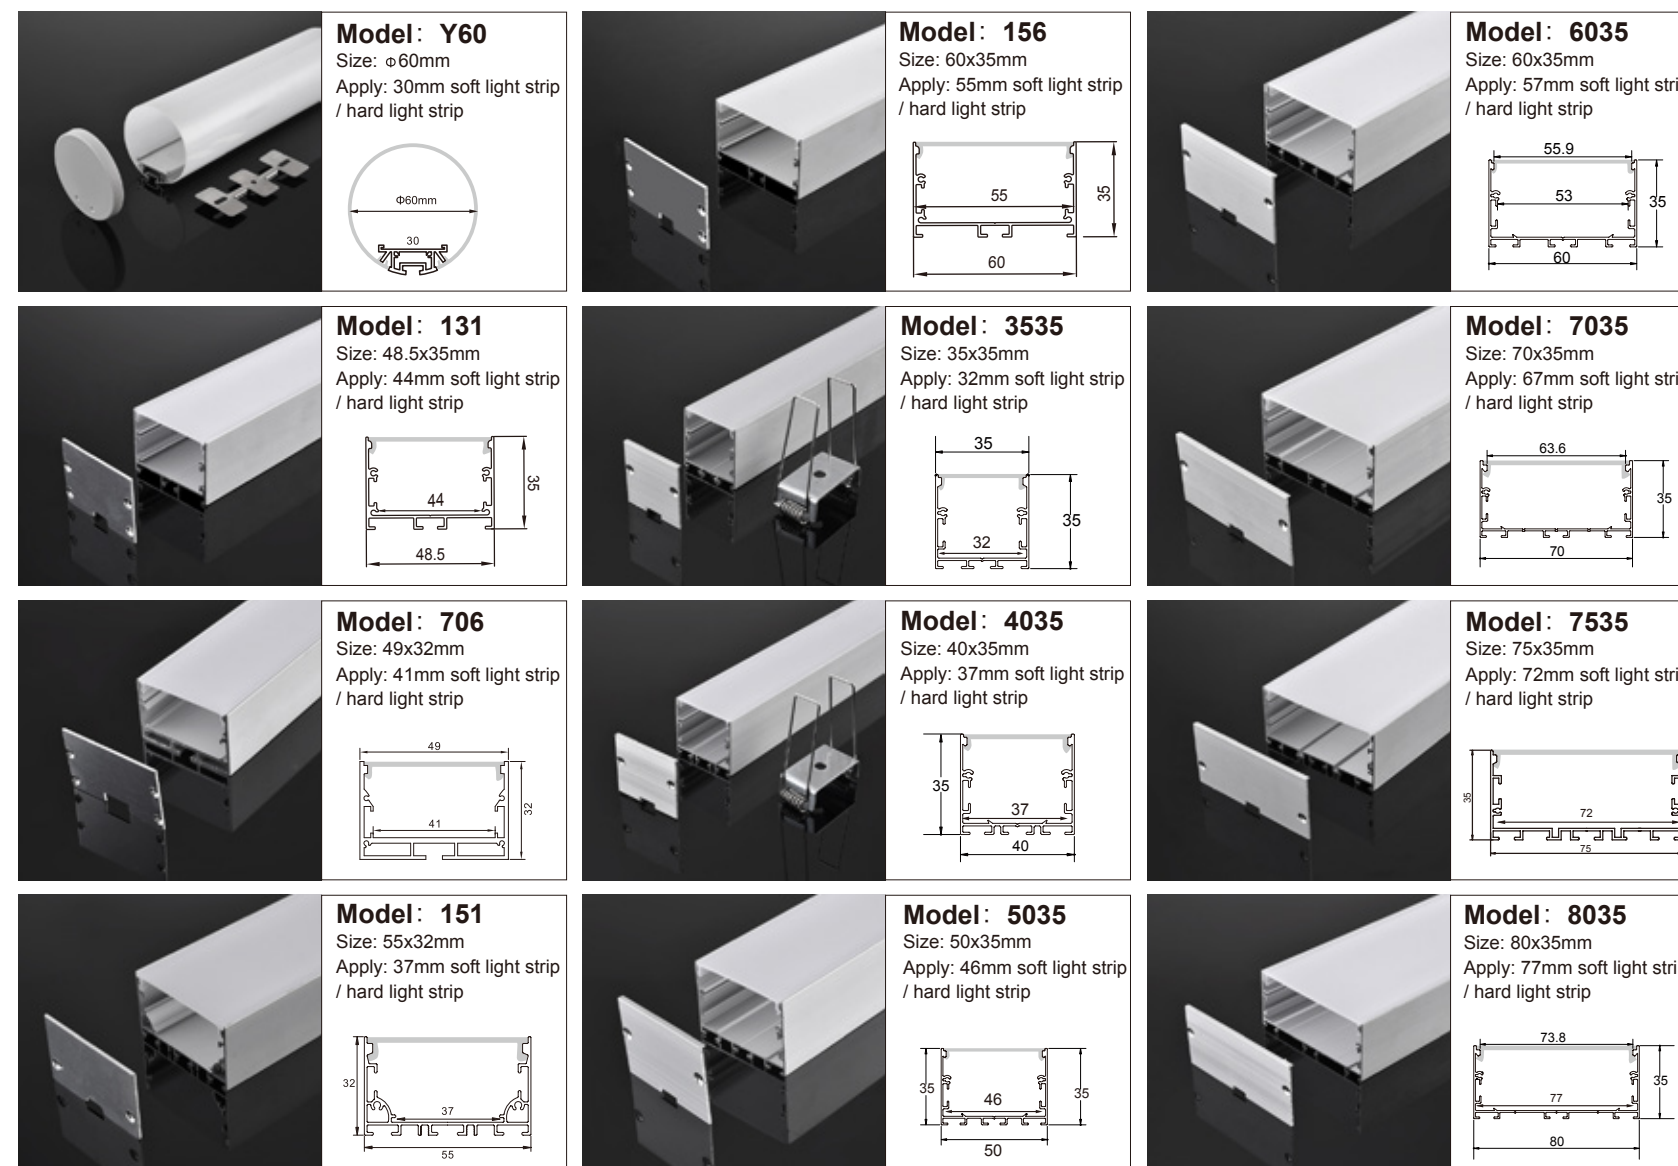 Model： Y60
Size: Φ60mm
Apply: 30mm soft light strip
/ hard light strip
Φ60mm
30
Model： 156
Size: 60x35mm
Apply: 55mm soft light strip
/ hard light strip
55
35
60
Model： 6035
Size: 60x35mm
Apply: 57mm soft light stri
/ hard light strip
55.9
53
35
60
Model： 131
Size: 48.5x35mm
Apply: 44mm soft light strip
/ hard light strip
44
35
48.5
Model： 3535
Size: 35x35mm
Apply: 32mm soft light strip
/ hard light strip
35
35
32
Model： 7035
Size: 70x35mm
Apply: 67mm soft light stri
/ hard light strip
63.6
35
70
Model： 706
Size: 49x32mm
Apply: 41mm soft light strip
/ hard light strip
49
32
41
Model： 4035
Size: 40x35mm
Apply: 37mm soft light strip
/ hard light strip
35
37
40
Model： 7535
Size: 75x35mm
Apply: 72mm soft light stri
/ hard light strip
35
72
75
Model： 151
Size: 55x32mm
Apply: 37mm soft light strip
/ hard light strip
32
37
55
Model： 5035
Size: 50x35mm
Apply: 46mm soft light strip
/ hard light strip
35
46
35
50
Model： 8035
Size: 80x35mm
Apply: 77mm soft light stri
/ hard light strip
73.8
35
77
80